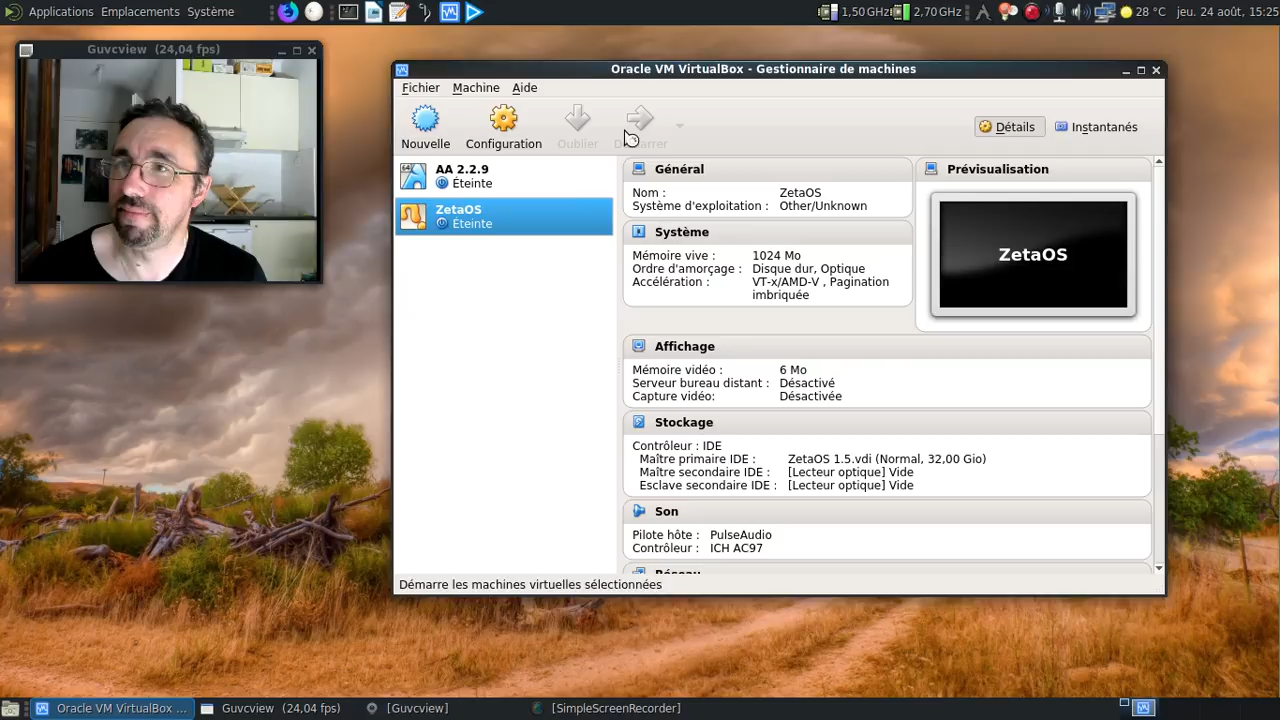 Applications Emplacements Système
1,50 GHz 2,70 GHz 28 °C jeu. 24 août, 15:25
Guvcview (24,04 fps)
Oracle VM VirtualBox - Gestionnaire de machines
Fichier Machine Aide
Nouvelle Configuration Oublier Démarrer
Détails Instantanés
AA 2.2.9
Éteinte
ZetaOS
Éteinte
Général
Nom : ZetaOS
Système d'exploitation : Other/Unknown
Système
Mémoire vive : 1024 Mo
Ordre d'amorçage : Disque dur, Optique
Accélération : VT-x/AMD-V , Pagination
imbriquée
Prévisualisation
ZetaOS
Affichage
Mémoire vidéo : 6 Mo
Serveur bureau distant : Désactivé
Capture vidéo: Désactivée
Stockage
Contrôleur : IDE
Maître primaire IDE : ZetaOS 1.5.vdi (Normal, 32,00 Gio)
Maître secondaire IDE : [Lecteur optique] Vide
Esclave secondaire IDE : [Lecteur optique] Vide
Son
Pilote hôte : PulseAudio
Contrôleur : ICH AC97
Réseau
Démarre les machines virtuelles sélectionnées
Oracle VM VirtualBox ... Guvcview (24,04 fps) [Guvcview] [SimpleScreenRecorder]